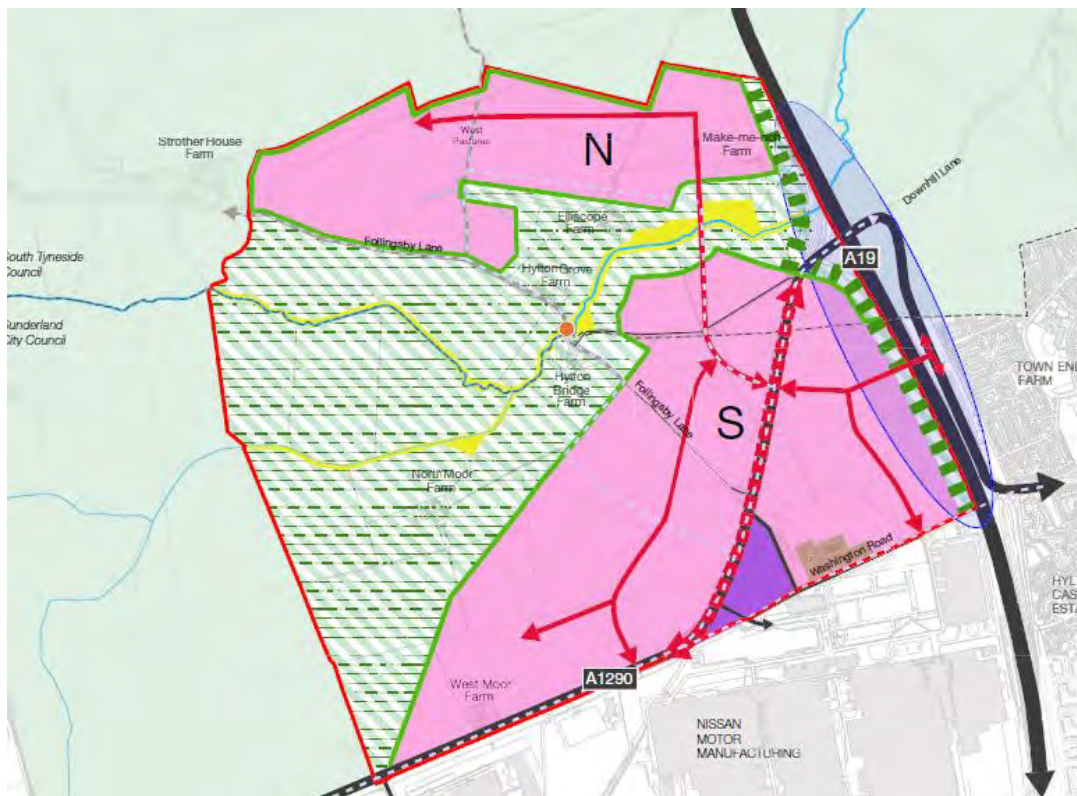 Strother House
Farm
West
Pastures
N
Make-me-rich
Farm
Downhill Lane
Elliscope
Farm
Follingsby Lane
A19
South Tyneside
Council
Hylton Grove
Farm
Sunderland
City Council
TOWN END
FARM
Hylton
Bridge
Farm
Follingsby Lane
S
North Moor
Farm
Washington Road
HYL
CAS
ESTA
West Moor
Farm
A1290
NISSAN
MOTOR
MANUFACTURING